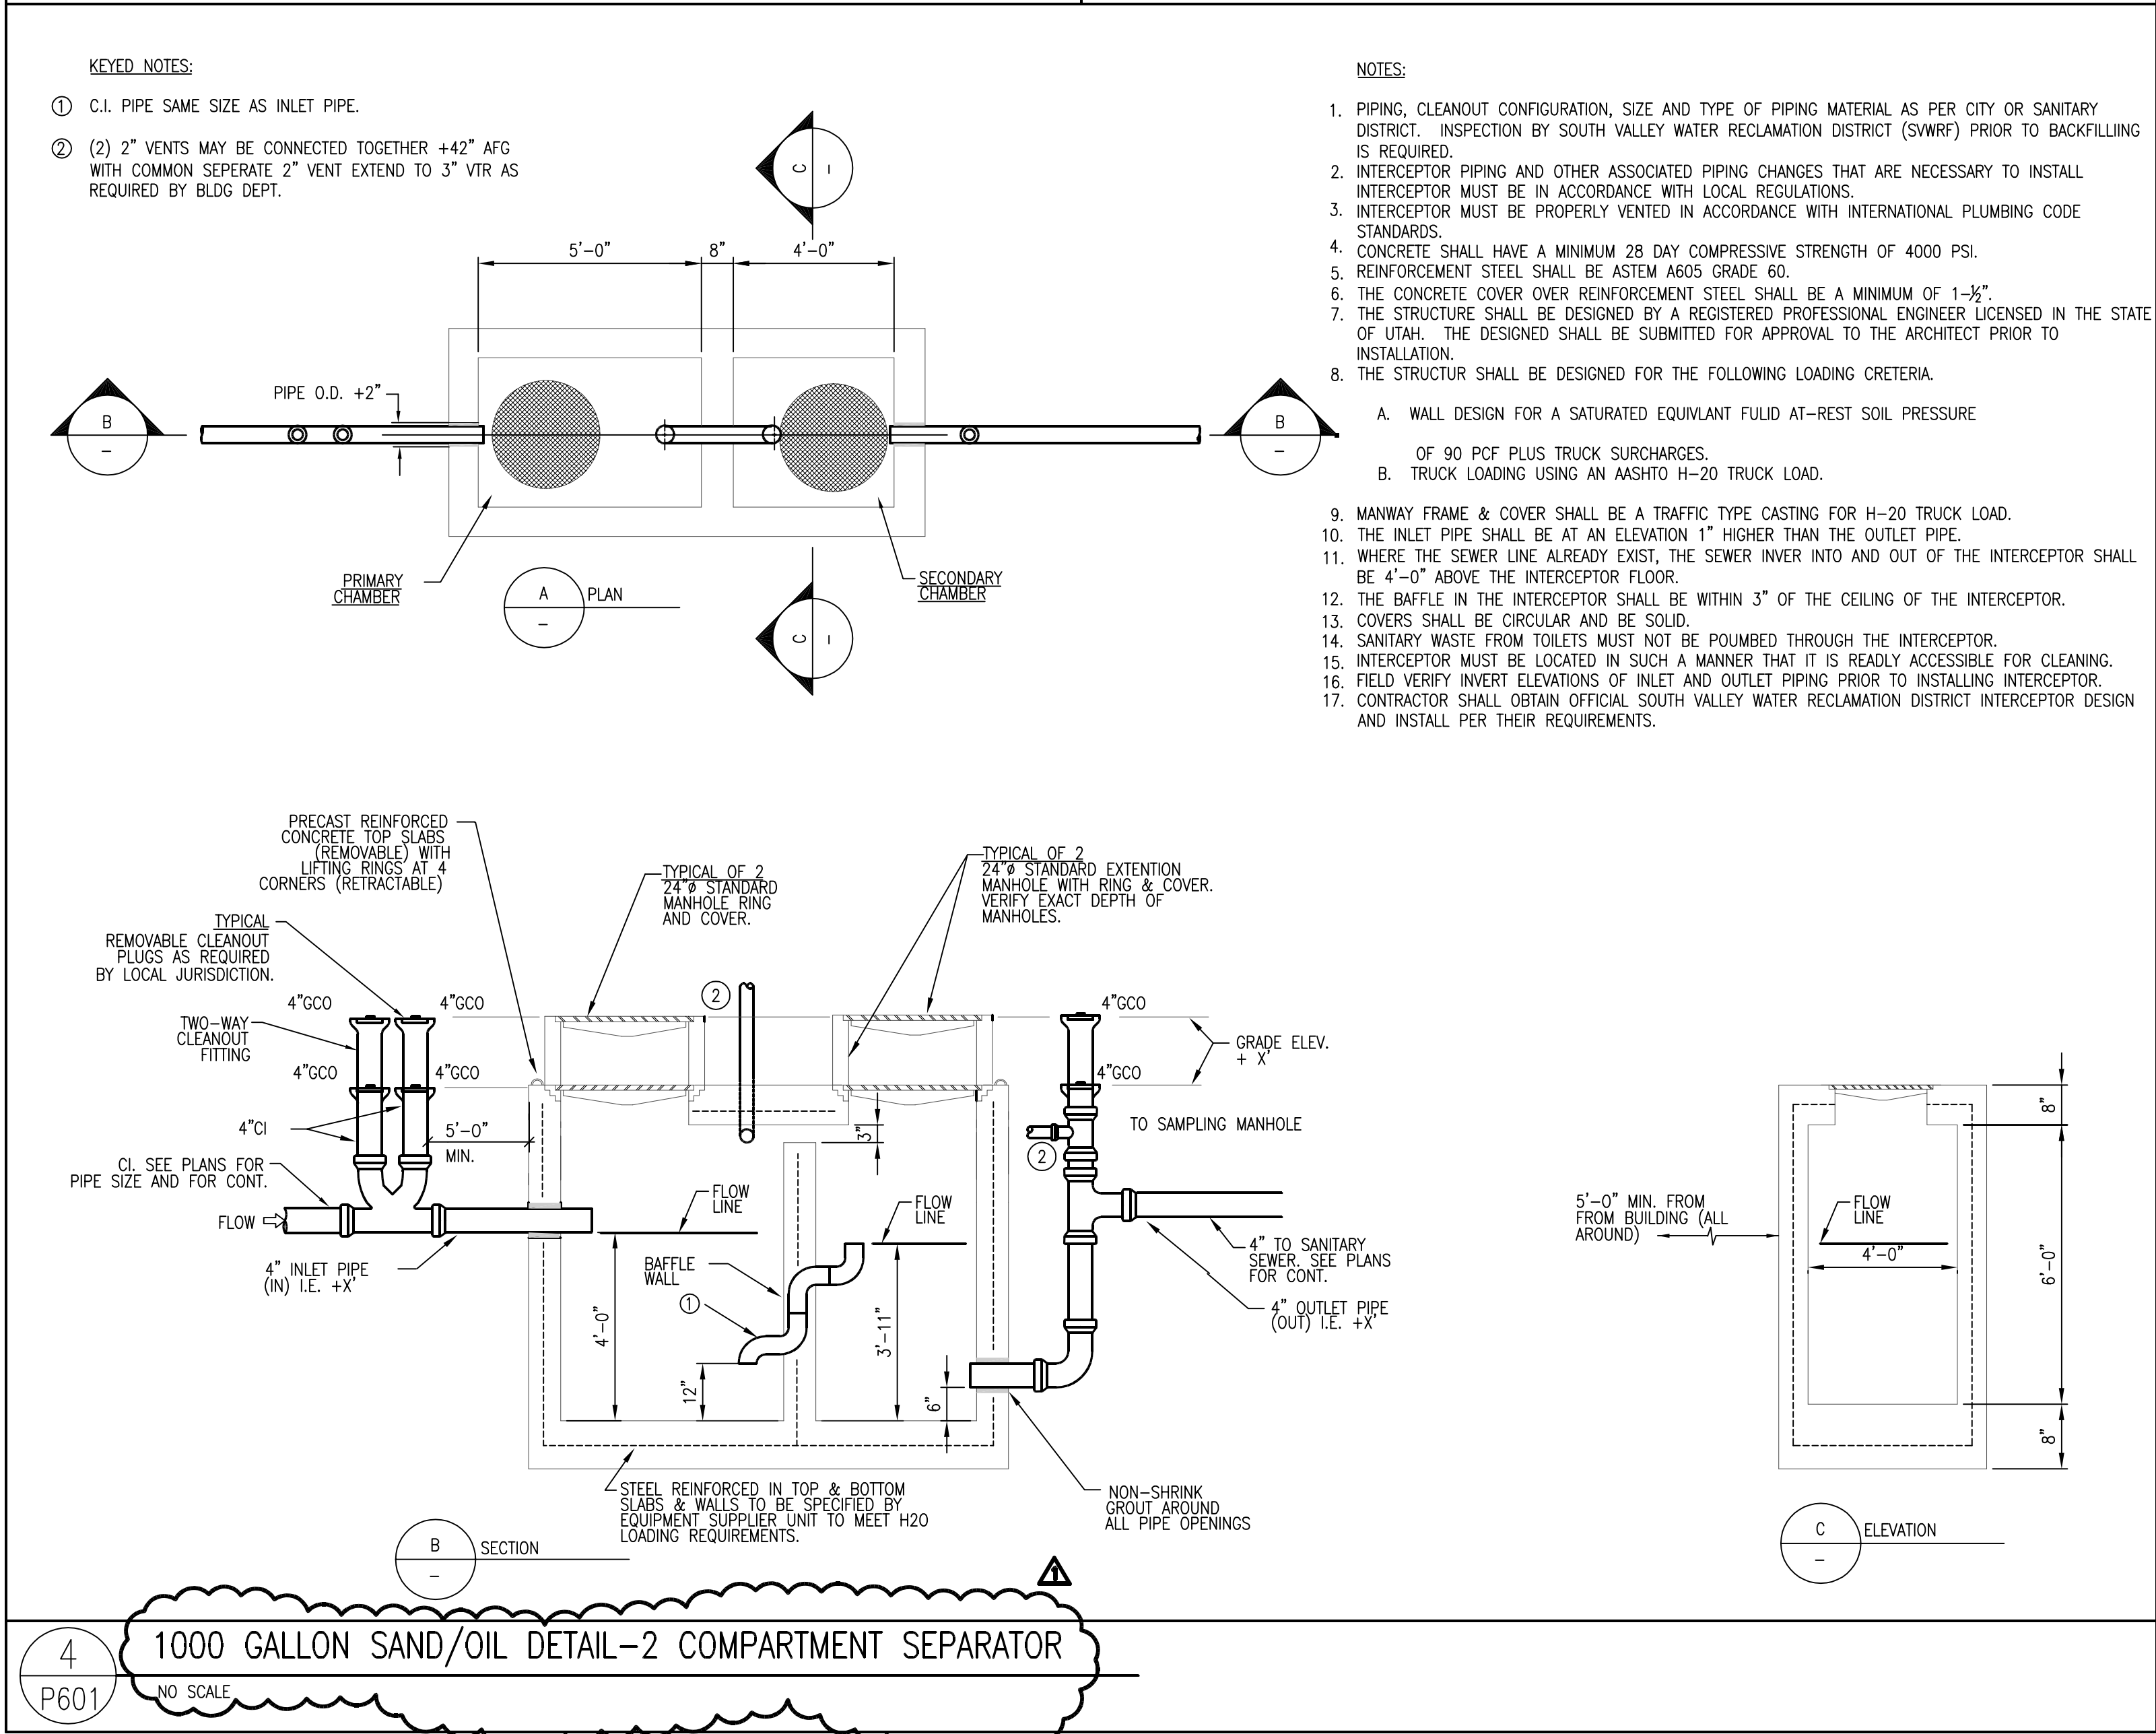 KEYED NOTES:
1 C.I. PIPE SAME SIZE AS INLET PIPE.
2 (2) 2" VENTS MAY BE CONNECTED TOGETHER +42" AFG
WITH COMMON SEPERATE 2" VENT EXTEND TO 3" VTR AS
REQUIRED BY BLDG DEPT.
NOTES:
1. PIPING, CLEANOUT CONFIGURATION, SIZE AND TYPE OF PIPING MATERIAL AS PER CITY OR SANITARY
DISTRICT. INSPECTION BY SOUTH VALLEY WATER RECLAMATION DISTRICT (SVWRF) PRIOR TO BACKFILLIING
IS REQUIRED.
2. INTERCEPTOR PIPING AND OTHER ASSOCIATED PIPING CHANGES THAT ARE NECESSARY TO INSTALL
INTERCEPTOR MUST BE IN ACCORDANCE WITH LOCAL REGULATIONS.
3. INTERCEPTOR MUST BE PROPERLY VENTED IN ACCORDANCE WITH INTERNATIONAL PLUMBING CODE
STANDARDS.
4. CONCRETE SHALL HAVE A MINIMUM 28 DAY COMPRESSIVE STRENGTH OF 4000 PSI.
5. REINFORCEMENT STEEL SHALL BE ASTEM A605 GRADE 60.
6. THE CONCRETE COVER OVER REINFORCEMENT STEEL SHALL BE A MINIMUM OF 1-½".
7. THE STRUCTURE SHALL BE DESIGNED BY A REGISTERED PROFESSIONAL ENGINEER LICENSED IN THE STATE
OF UTAH. THE DESIGNED SHALL BE SUBMITTED FOR APPROVAL TO THE ARCHITECT PRIOR TO
INSTALLATION.
8. THE STRUCTUR SHALL BE DESIGNED FOR THE FOLLOWING LOADING CRETERIA.
A. WALL DESIGN FOR A SATURATED EQUIVLANT FULID AT-REST SOIL PRESSURE
OF 90 PCF PLUS TRUCK SURCHARGES.
B. TRUCK LOADING USING AN AASHTO H-20 TRUCK LOAD.
9. MANWAY FRAME & COVER SHALL BE A TRAFFIC TYPE CASTING FOR H-20 TRUCK LOAD.
10. THE INLET PIPE SHALL BE AT AN ELEVATION 1" HIGHER THAN THE OUTLET PIPE.
11. WHERE THE SEWER LINE ALREADY EXIST, THE SEWER INVER INTO AND OUT OF THE INTERCEPTOR SHALL
BE 4'-0" ABOVE THE INTERCEPTOR FLOOR.
12. THE BAFFLE IN THE INTERCEPTOR SHALL BE WITHIN 3" OF THE CEILING OF THE INTERCEPTOR.
13. COVERS SHALL BE CIRCULAR AND BE SOLID.
14. SANITARY WASTE FROM TOILETS MUST NOT BE POUMBED THROUGH THE INTERCEPTOR.
15. INTERCEPTOR MUST BE LOCATED IN SUCH A MANNER THAT IT IS READLY ACCESSIBLE FOR CLEANING.
16. FIELD VERIFY INVERT ELEVATIONS OF INLET AND OUTLET PIPING PRIOR TO INSTALLING INTERCEPTOR.
17. CONTRACTOR SHALL OBTAIN OFFICIAL SOUTH VALLEY WATER RECLAMATION DISTRICT INTERCEPTOR DESIGN
AND INSTALL PER THEIR REQUIREMENTS.
C
-
5'-0" 8" 4'-0"
PIPE O.D. +2"
B
-
B
-
PRIMARY
CHAMBER
A
-
PLAN
SECONDARY
CHAMBER
C
-
PRECAST REINFORCED
CONCRETE TOP SLABS
(REMOVABLE) WITH
LIFTING RINGS AT 4
CORNERS (RETRACTABLE)
TYPICAL OF 2
24"ø STANDARD
MANHOLE RING
AND COVER.
TYPICAL OF 2
24"ø STANDARD EXTENTION
MANHOLE WITH RING & COVER.
VERIFY EXACT DEPTH OF
MANHOLES.
TYPICAL
REMOVABLE CLEANOUT
PLUGS AS REQUIRED
BY LOCAL JURISDICTION.
4"GCO 4"GCO
2
4"GCO
TWO-WAY
CLEANOUT
FITTING
GRADE ELEV.
+ X'
4"GCO 4"GCO
4"GCO
4"CI
5'-0"
MIN.
3"
TO SAMPLING MANHOLE
2
CI. SEE PLANS FOR
PIPE SIZE AND FOR CONT.
FLOW
FLOW
LINE
FLOW
LINE
4" INLET PIPE
(IN) I.E. +X'
BAFFLE
WALL
1
4" TO SANITARY
SEWER. SEE PLANS
FOR CONT.
4" OUTLET PIPE
(OUT) I.E. +X'
4'-0"
12"
3'-11"
6"
STEEL REINFORCED IN TOP & BOTTOM
SLABS & WALLS TO BE SPECIFIED BY
EQUIPMENT SUPPLIER UNIT TO MEET H20
LOADING REQUIREMENTS.
NON-SHRINK
GROUT AROUND
ALL PIPE OPENINGS
B
-
SECTION
5'-0" MIN. FROM
FROM BUILDING (ALL
AROUND)
FLOW
LINE
4'-0"
8"
6'-0"
8"
C
-
ELEVATION
1
4
P601
1000 GALLON SAND/OIL DETAIL-2 COMPARTMENT SEPARATOR
NO SCALE